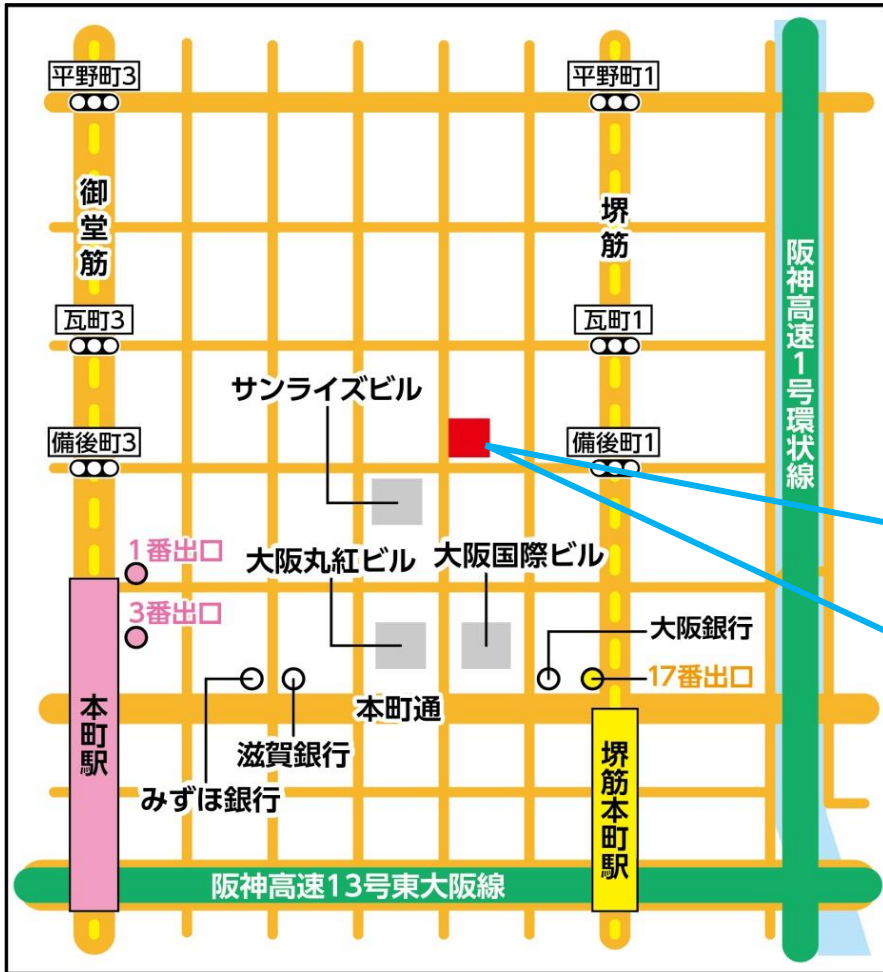 平野町3
平野町1
御堂筋
堺筋
阪神高速1号環状線
瓦町3
瓦町1
サンライズビル
備後町3
備後町1
1番出口
大阪丸紅ビル
大阪国際ビル
3番出口
大阪銀行
17番出口
本町駅
本町通
堺筋本町駅
滋賀銀行
みずほ銀行
阪神高速13号東大阪線